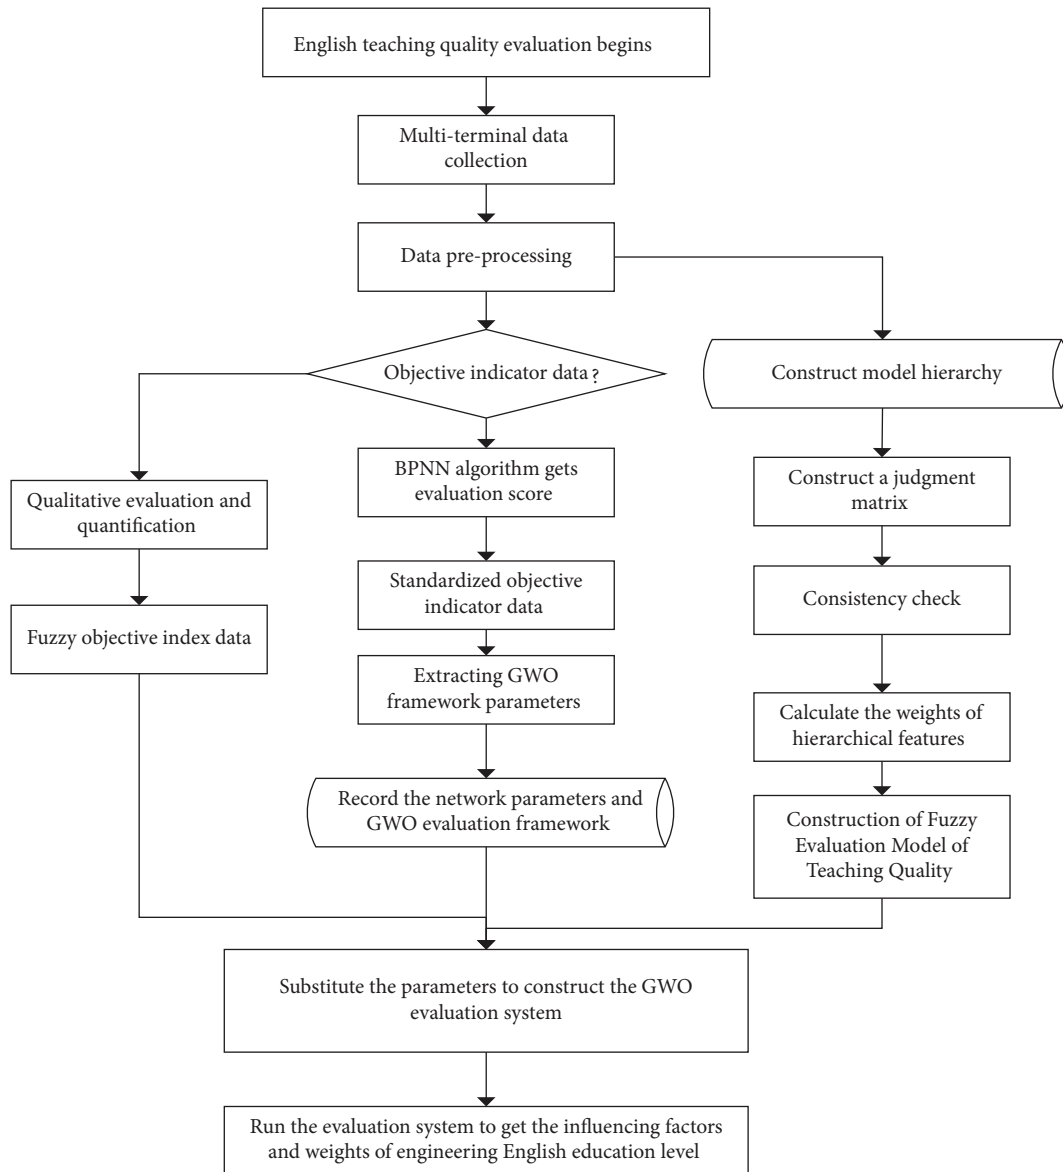 English teaching quality evaluation begins
Multi-terminal data
collection
Data pre-processing
Objective indicator data?
Construct model hierarchy
BPNN algorithm gets
evaluation score
Construct a judgment
matrix
Qualitative evaluation and
quantification
Standardized objective
indicator data
Consistency check
Fuzzy objective index data
Extracting GWO
framework parameters
Calculate the weights of
hierarchical features
Record the network parameters and
GWO evaluation framework
Construction of Fuzzy
Evaluation Model of
Teaching Quality
Substitute the parameters to construct the GWO
evaluation system
Run the evaluation system to get the influencing factors
and weights of engineering English education level